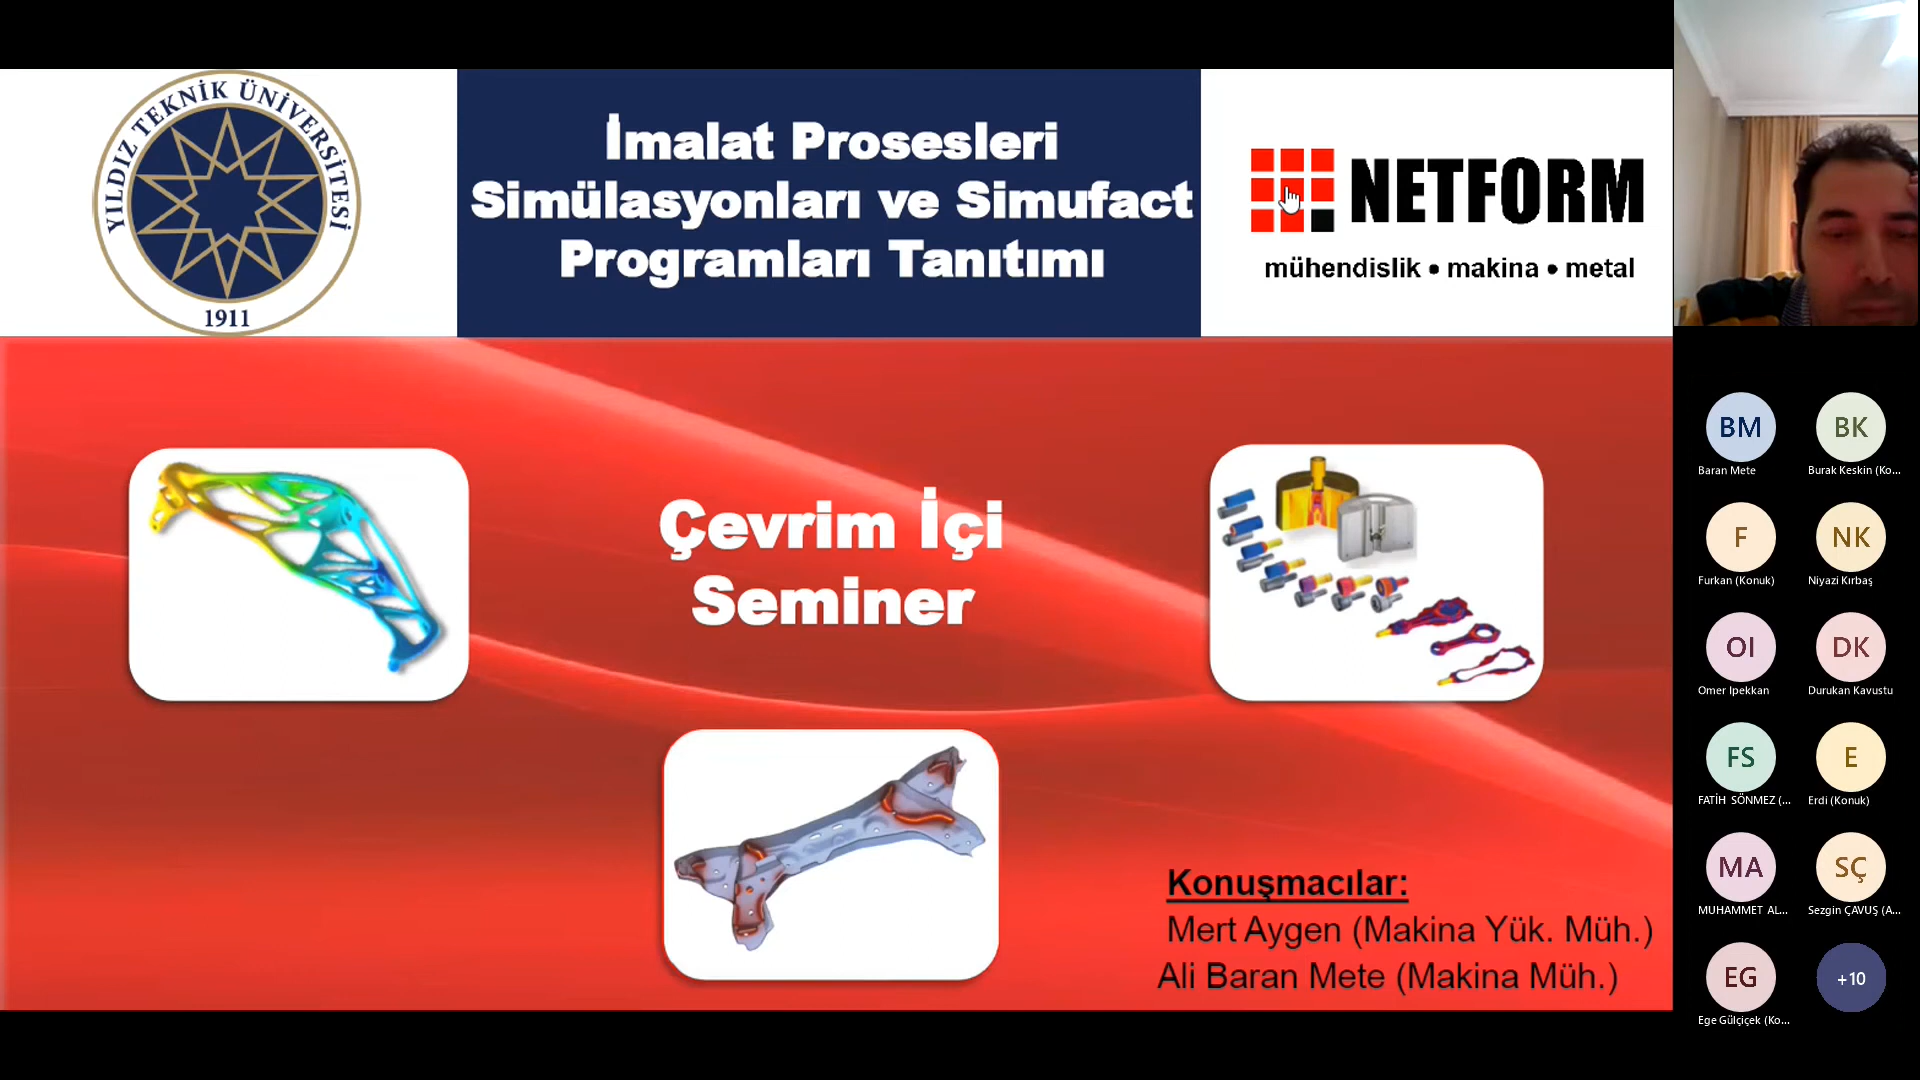 YILDIZ TEKNİK ÜNİVERSİTESİ
1911
İmalat Prosesleri
Simülasyonları ve Simufact
Programları Tanıtımı
NETFORM
mühendislik • makina • metal
Çevrim İçi
Seminer
Konuşmacılar:
Mert Aygen (Makina Yük. Müh.)
Ali Baran Mete (Makina Müh.)
BM
BK
Baran Mete
Burak Keskin (Ko...
F
NK
Furkan (Konuk)
Niyazi Kırbaş
OI
DK
Omer Ipekkan
Durukan Kavustu
FS
E
FATİH SÖNMEZ (...
Erdi (Konuk)
MA
SÇ
MUHAMMET AL...
Sezgin ÇAVUŞ (A...
EG
+10
Ege Gülçiçek (Ko...